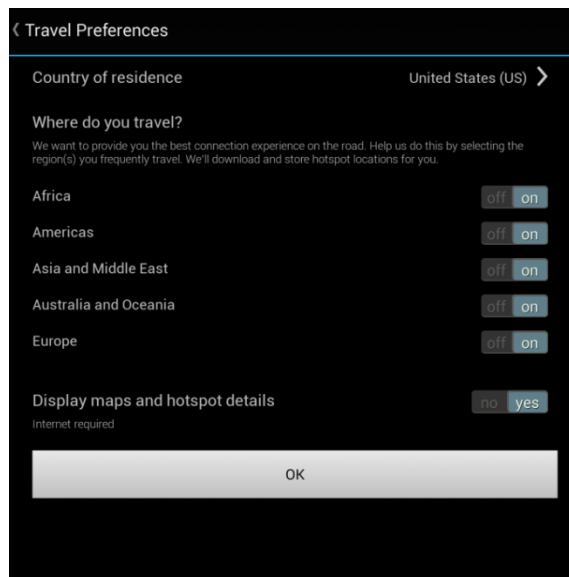 Travel Preferences
Country of residence United States (US)
Where do you travel?
We want to provide you the best connection experience on the road. Help us do this by selecting the
region(s) you frequently travel. We'll download and store hotspot locations for you.
Africa off on
Americas off on
Asia and Middle East off on
Australia and Oceania off on
Europe off on
Display maps and hotspot details no yes
Internet required
OK